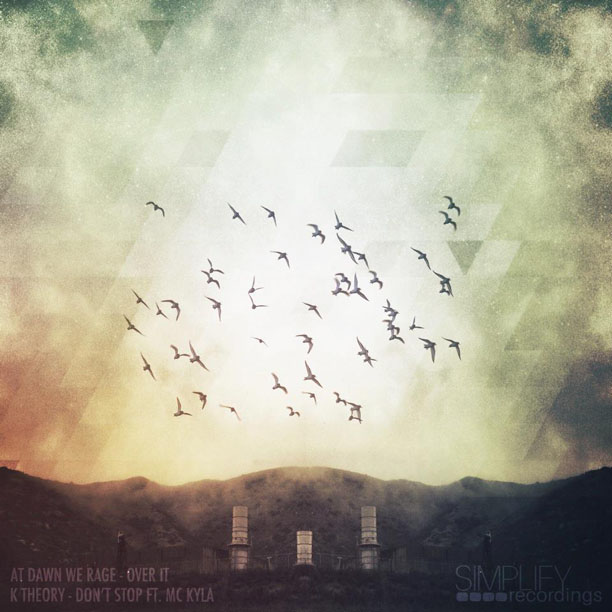 AT DAWN WE RAGE - OVER IT
K THEORY - DON'T STOP FT. MC KYLA
SIMPLIFY
recordings